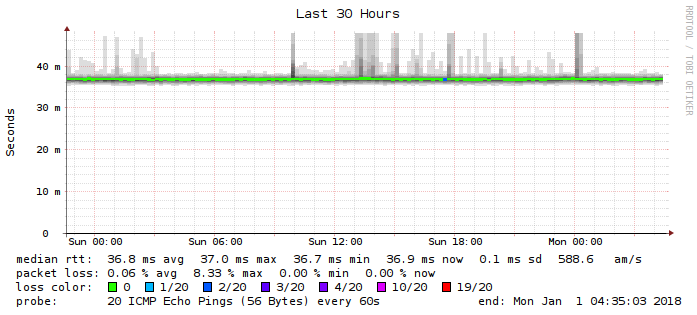 Last 30 Hours
RRDTOOL / TOBI OETIKER
Seconds
40 m
30 m
20 m
10 m
0
Sun 00:00 Sun 06:00 Sun 12:00 Sun 18:00 Mon 00:00
median rtt: 36.8 ms avg 37.0 ms max 36.7 ms min 36.9 ms now 0.1 ms sd 588.6 am/s
packet loss: 0.06 % avg 8.33 % max 0.00 % min 0.00 % now
loss color: 0 1/20 2/20 3/20 4/20 10/20 19/20
probe: 20 ICMP Echo Pings (56 Bytes) every 60s end: Mon Jan 1 04:35:03 2018